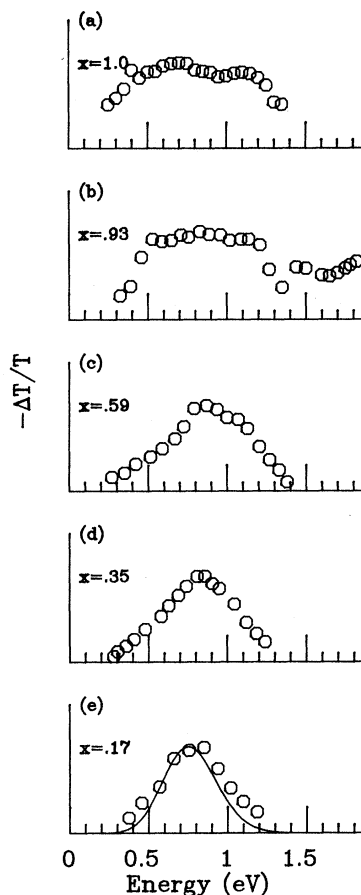 (a)
x=1.0
(b)
x=.93
(c)
x=.59
(d)
x=.35
(e)
x=.17
-ΔT/T
0 0.5 1 1.5
Energy (eV)